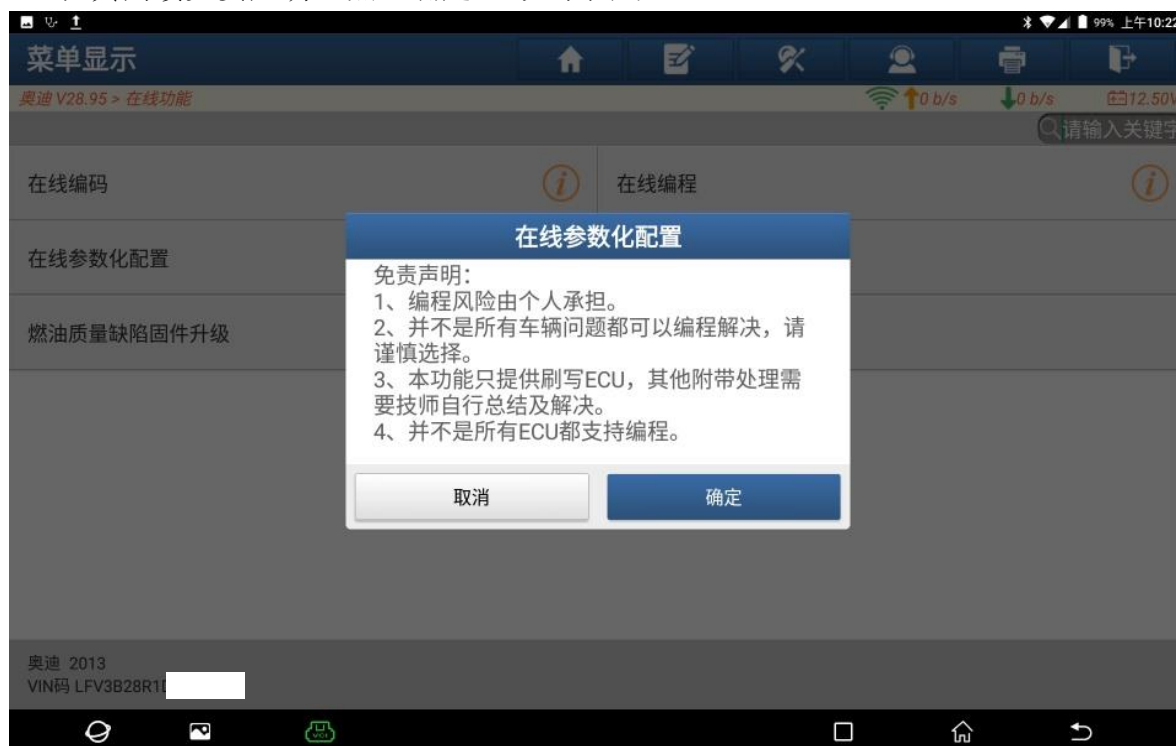 99% 上午10:22
菜单显示
奥迪 V28.95 > 在线功能
0 b/s
0 b/s
12.50V
请输入关键字
在线编码
在线编程
在线参数化配置
燃油质量缺陷固件升级
在线参数化配置
免责声明：
1、编程风险由个人承担。
2、并不是所有车辆问题都可以编程解决，请
谨慎选择。
3、本功能只提供刷写ECU，其他附带处理需
要技师自行总结及解决。
4、并不是所有ECU都支持编程。
取消
确定
奥迪 2013
VIN码 LFV3B28R1
VCI